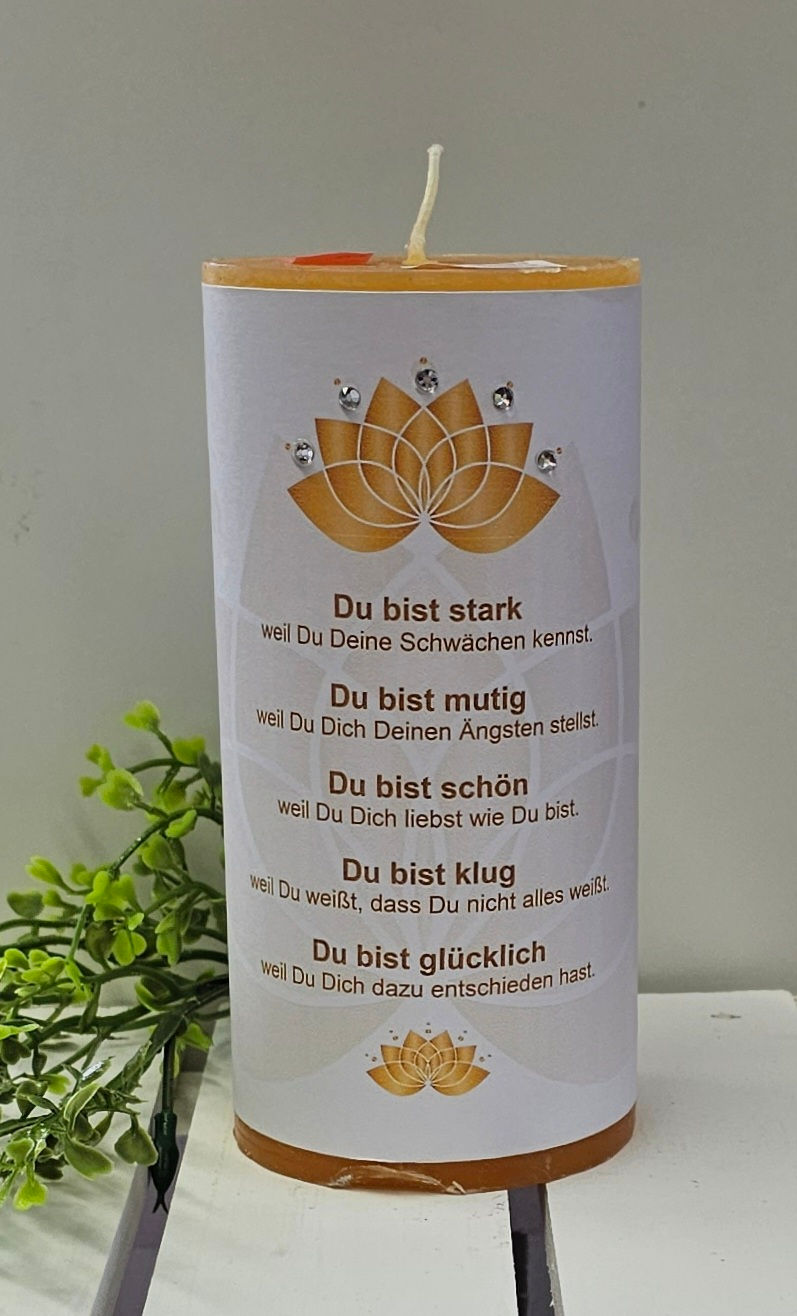 Du bist stark
weil Du Deine Schwächen kennst.
Du bist mutig
weil Du Dich Deinen Ängsten stellst.
Du bist schön
weil Du Dich liebst wie Du bist.
Du bist klug
weil Du weißt, dass Du nicht alles weißt.
Du bist glücklich
weil Du Dich dazu entschieden hast.